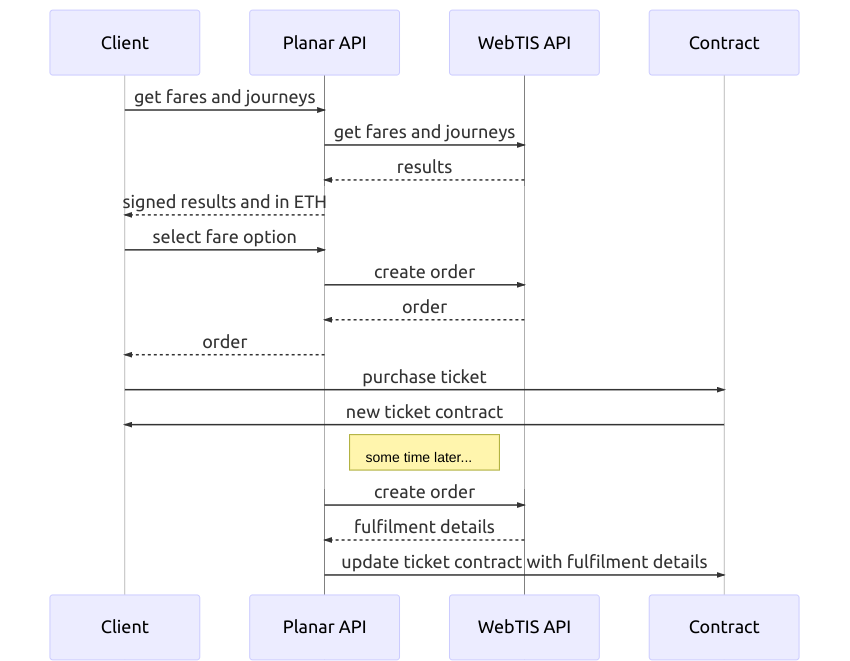 Client
Planar API
WebTIS API
Contract
get fares and journeys
get fares and journeys
results
signed results and in ETH
select fare option
create order
order
order
purchase ticket
new ticket contract
some time later...
create order
fulfilment details
update ticket contract with fulfilment details
Client
Planar API
WebTIS API
Contract